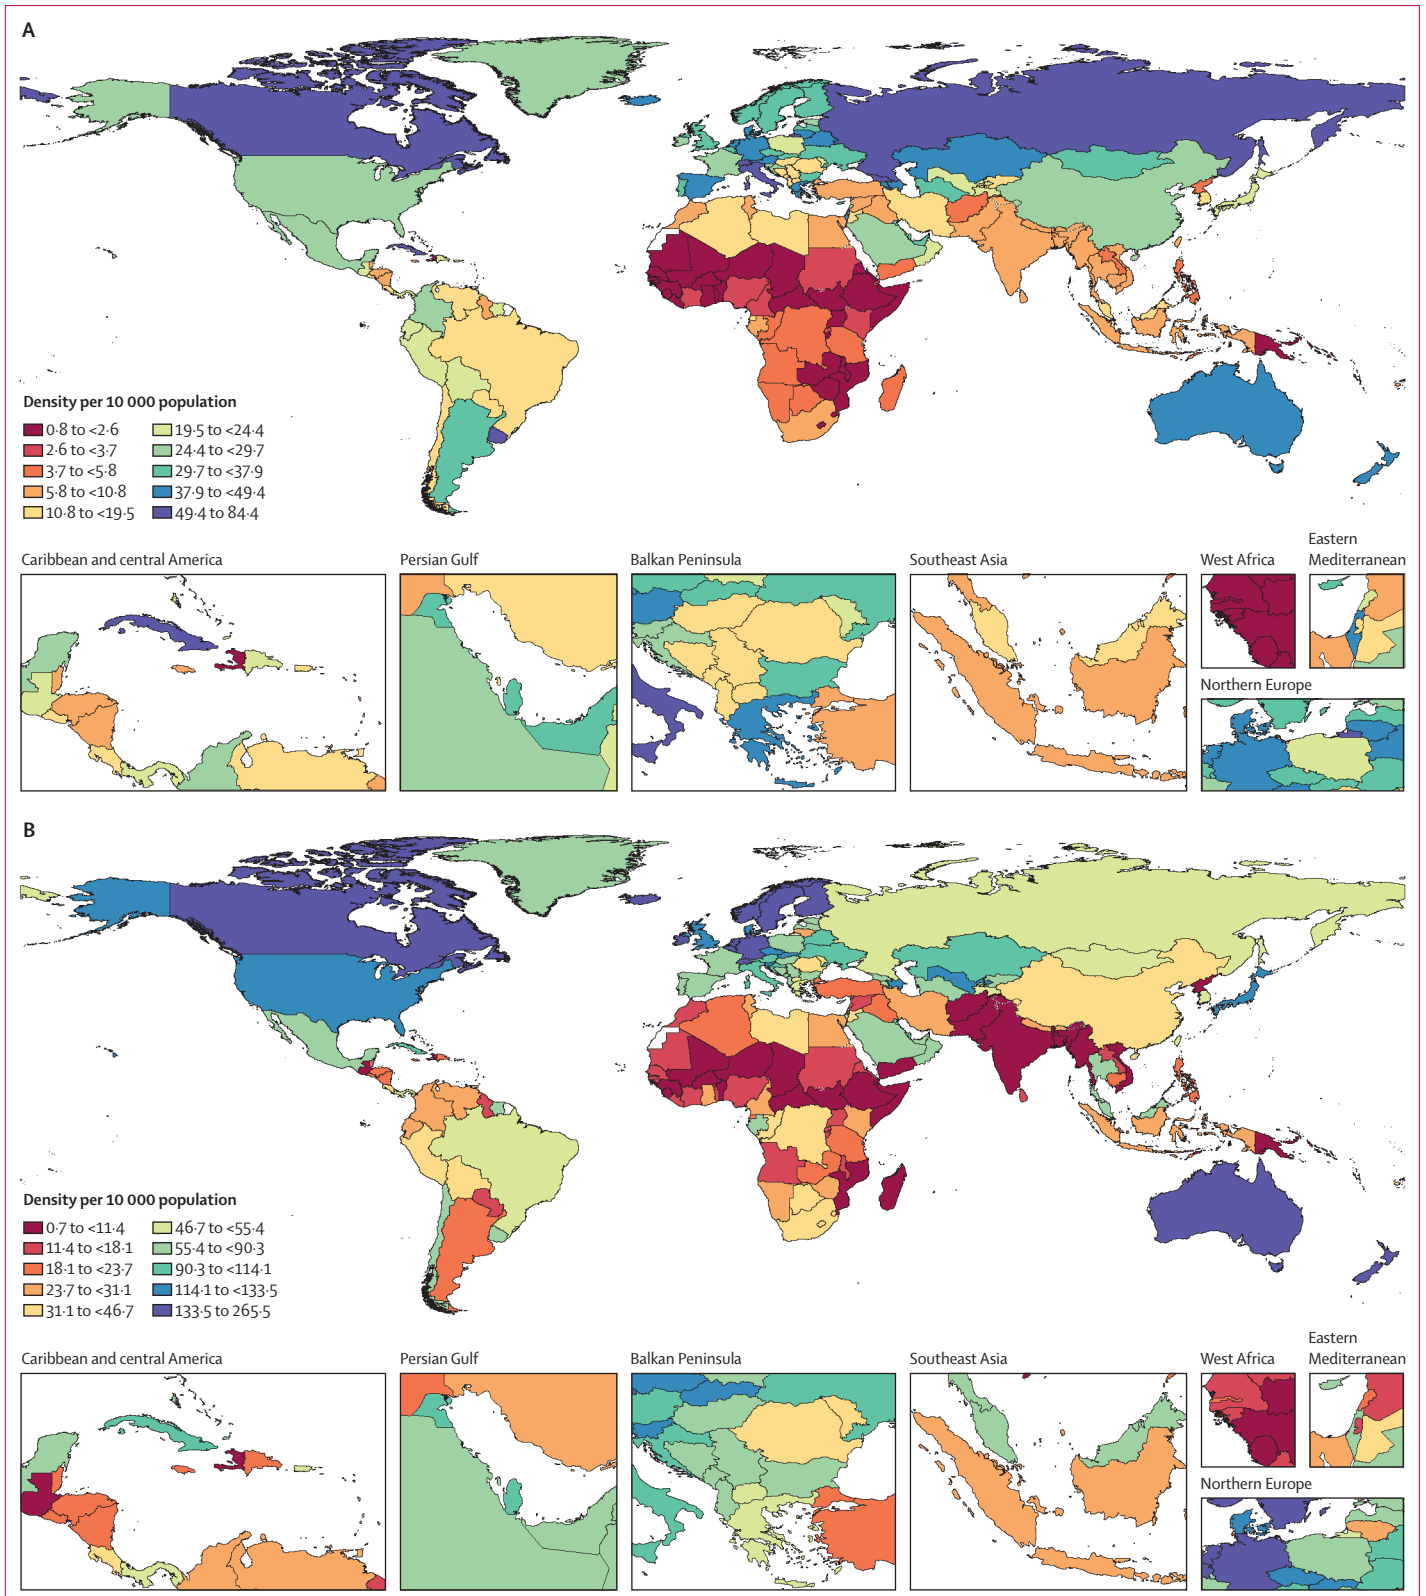 A
Density per 10 000 population
0·8 to <2·6
2·6 to <3·7
3·7 to <5·8
5·8 to <10·8
10·8 to <19·5
19·5 to <24·4
24·4 to <29·7
29·7 to <37·9
37·9 to <49·4
49·4 to 84·4
Caribbean and central America
Persian Gulf
Balkan Peninsula
Southeast Asia
West Africa
Eastern
Mediterranean
Northern Europe
B
Density per 10 000 population
0·7 to <11·4
11·4 to <18·1
18·1 to <23·7
23·7 to <31·1
31·1 to <46·7
46·7 to <55·4
55·4 to <90·3
90·3 to <114·1
114·1 to <133·5
133·5 to 265·5
Caribbean and central America
Persian Gulf
Balkan Peninsula
Southeast Asia
West Africa
Eastern
Mediterranean
Northern Europe